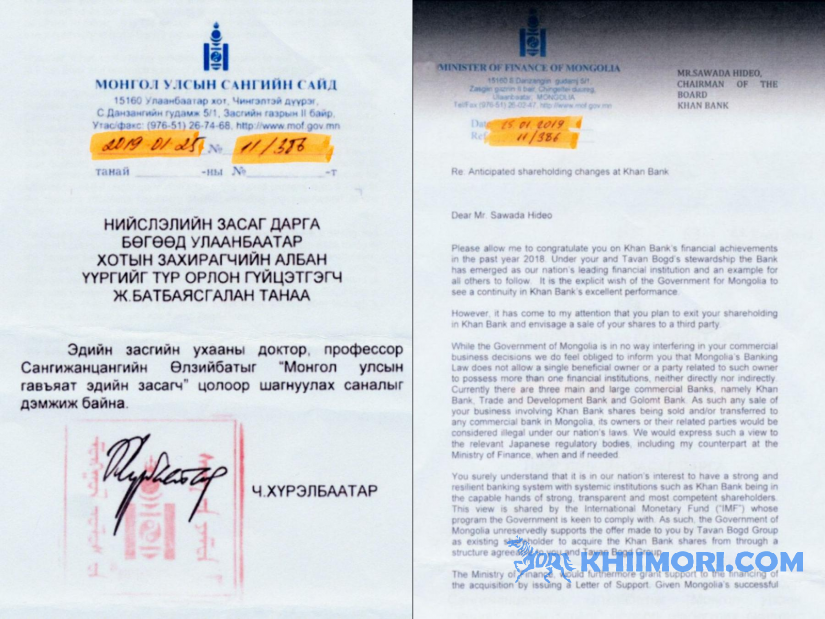 МОНГОЛ УЛСЫН САНГИЙН САЙД
15160 Улаанбаатар хот, Чингэлтэй дүүрэг,
С.Данзангийн гудамж 5/1, Засгийн газрын II байр,
Утас/факс: (976-51) 26-74-68, http://www.mof.gov.mn
2019-01-25 № 11/386
танай -ны № -т
НИЙСЛЭЛИЙН ЗАСАГ ДАРГА
БӨГӨӨД УЛААНБААТАР
ХОТЫН ЗАХИРАГЧИЙН АЛБАН
ҮҮРГИЙГ ТҮР ОРЛОН ГҮЙЦЭТГЭГЧ
Ж.БАТБАЯСГАЛАН ТАНАА
Эдийн засгийн ухааны доктор, профессор
Сангижанцангийн Өлзийбатыг “Монгол улсын
гавъяат эдийн засагч” цолоор шагнуулах саналыг
дэмжиж байна.
Ч.ХҮРЭЛБААТАР
MINISTER OF FINANCE OF MONGOLIA
Ulaanbaatar, MONGOLIA
http://www.mof.gov.mn
MR.SAWADA HIDEO,
CHAIRMAN OF THE
BOARD
KHAN BANK
Date 25.01.2019
Ref 11/386
Re. Anticipated shareholding changes at Khan Bank
Dear Mr. Sawada Hideo
Please allow me to congratulate you on Khan Bank's financial achievements
in the past year 2018. Under your and Tavan Bogd's stewardship the Bank
has emerged as our nation's leading financial institution and an example for
all others to follow. It is the explicit wish of the Government for Mongolia to
see a continuity in Khan Bank's excellent performance.
However, it has come to my attention that you plan to exit your shareholding
in Khan Bank and envisage a sale of your shares to a third party.
While the Government of Mongolia is in no way interfering in your commercial
business decisions we do feel obliged to inform you that Mongolia's Banking
Law does not allow a single beneficial owner or a party related to such owner
to possess more than one financial institutions, neither directly nor indirectly.
Currently there are three main and large commercial Banks, namely Khan
Bank, Trade and Development Bank and Golomt Bank. As such any sale of
your business involving Khan Bank shares being sold and/or transferred to any
commercial bank in Mongolia, its owners or their related parties would be
considered illegal under our nation's laws. We would express such a view to
the relevant Japanese regulatory bodies, including my counterpart at the
Ministry of Finance, when and if needed.
You surely understand that it is in our nation's interest to have a strong and
resilient banking system with systemic institutions such as Khan Bank being in
the capable hands of strong, transparent and most competent shareholders.
This view is shared by the International Monetary Fund (“IMF”) whose
program the Government is keen to comply with. As such, the Government of
Mongolia unreservedly supports the offer made to you by Tavan Bogd Group
as existing shareholder to acquire the Khan Bank shares from through a
structure agreed to you and Tavan Bogd Group.
The Ministry of Finance, would furthermore grant support to the financing of
the acquisition by issuing a Letter of Support. Given Mongolia's successful
KHIIMORI.COM